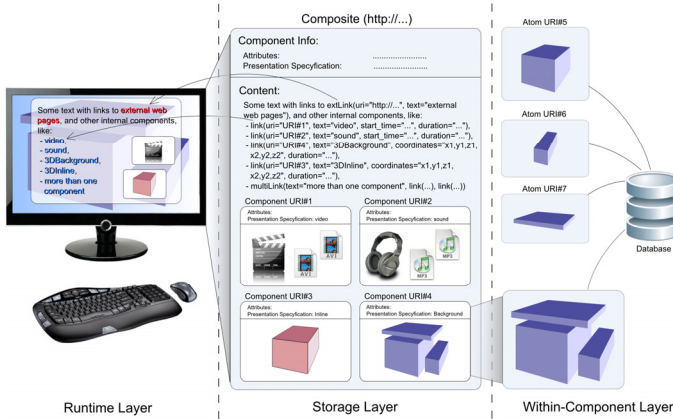 Composite (http://...)
Component Info:
Attributes: ........................
Presentation Specyfication: ........................
Content:
Some text with links to extLink(uri="http://...", text="external
web pages"), and other internal components, like:
- link(uri="URI#1", text="video", start_time="...", duration="..."),
- link(uri="URI#2", text="sound", start_time="...", duration="..."),
- link(uri="URI#4", text="3DBackground", coordinates="x1,y1,z1,
x2,y2,z2", duration="..."),
- link(uri="URI#3", text="3DInline", coordinates="x1,y1,z1,
x2,y2,z2", duration="..."),
- multiLink(text="more than one component", link(...), link(...))
Some text with links to external web
pages, and other internal components,
like:
- video,
- sound,
- 3DBackground,
- 3DInline,
- more than one
component
Component URI#1
Attributes:
Presentation Specyfication: video
AVI
AVI
Component URI#2
Attributes:
Presentation Specyfication: sound
MP3
MP3
Component URI#3
Attributes:
Presentation Specyfication: Inline
Component URI#4
Attributes:
Presentation Specyfication: Background
Atom URI#5
Atom URI#6
Atom URI#7
Database
Runtime Layer
Storage Layer
Within-Component Layer